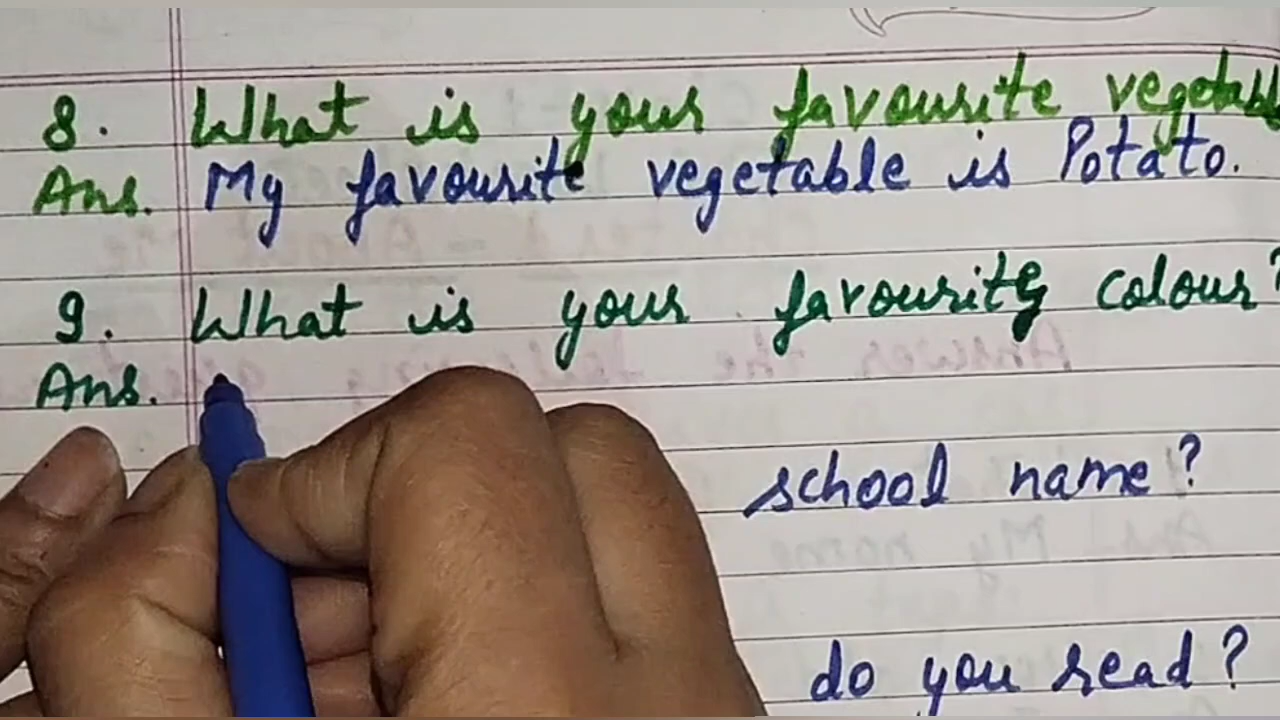 8. What is your favourite vegetabl
Ans. My favourite vegetable is Potato.
9. What is your favourite colour?
Ans.
school name?
do you read?